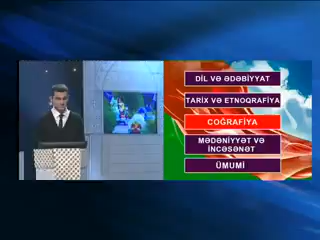 DİL VƏ ƏDƏBİYYAT
TARİX VƏ ETNOQRAFİYA
COĞRAFİYA
MƏDƏNİYYƏT VƏ
İNCƏSƏNƏT
ÜMUMİ